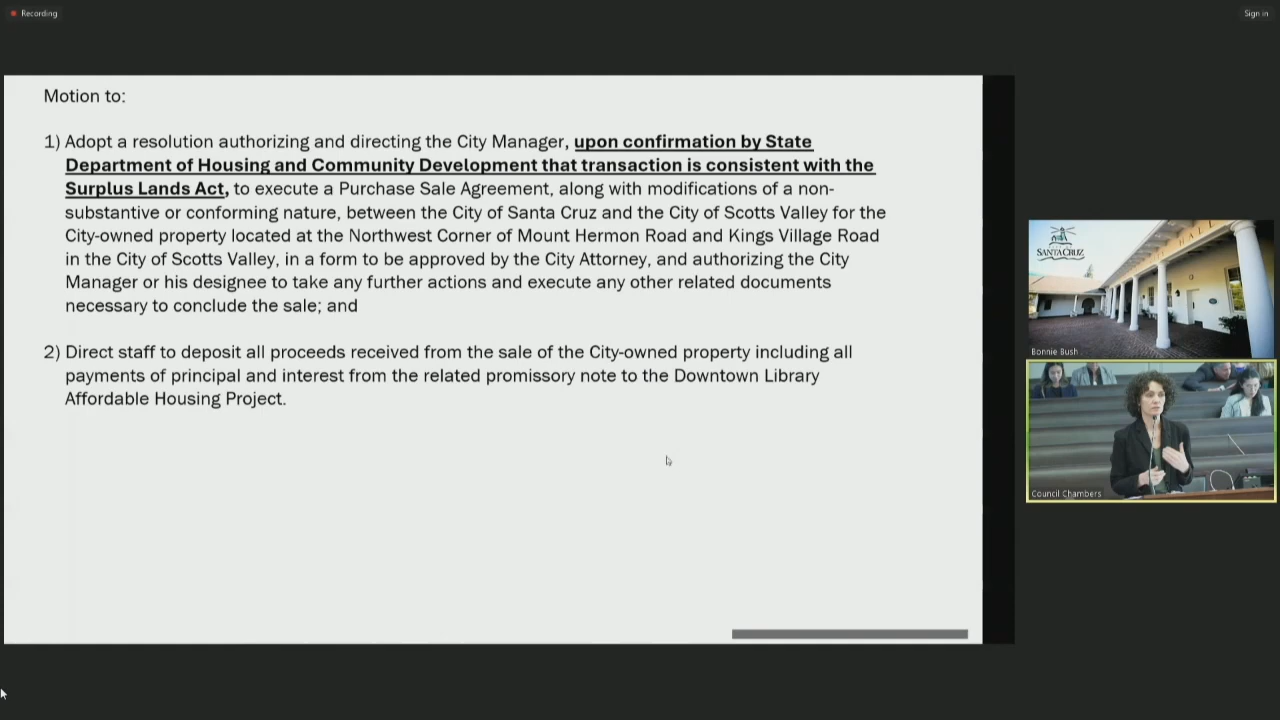 Recording
Sign in
Motion to:
1) Adopt a resolution authorizing and directing the City Manager, upon confirmation by State
Department of Housing and Community Development that transaction is consistent with the
Surplus Lands Act, to execute a Purchase Sale Agreement, along with modifications of a non-
substantive or conforming nature, between the City of Santa Cruz and the City of Scotts Valley for the
City-owned property located at the Northwest Corner of Mount Hermon Road and Kings Village Road
in the City of Scotts Valley, in a form to be approved by the City Attorney, and authorizing the City
Manager or his designee to take any further actions and execute any other related documents
necessary to conclude the sale; and
2) Direct staff to deposit all proceeds received from the sale of the City-owned property including all
payments of principal and interest from the related promissory note to the Downtown Library
Affordable Housing Project.
SANTA CRUZ
Bonnie Bush
Council Chambers